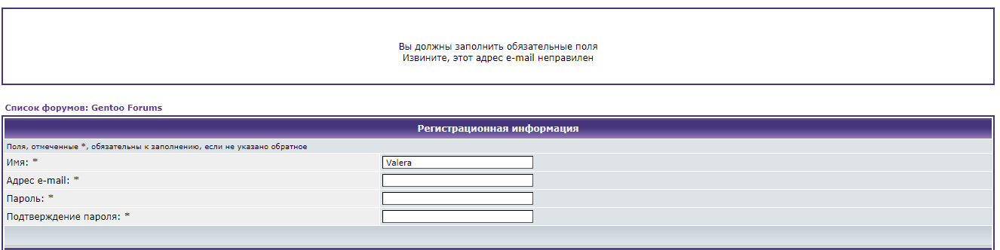 Вы должны заполнить обязательные поля
Извините, этот адрес e-mail неправилен
Список форумов: Gentoo Forums
Регистрационная информация
Поля, отмеченные *, обязательны к заполнению, если не указано обратное
Имя: * Valera
Адрес e-mail: *
Пароль: *
Подтверждение пароля: *